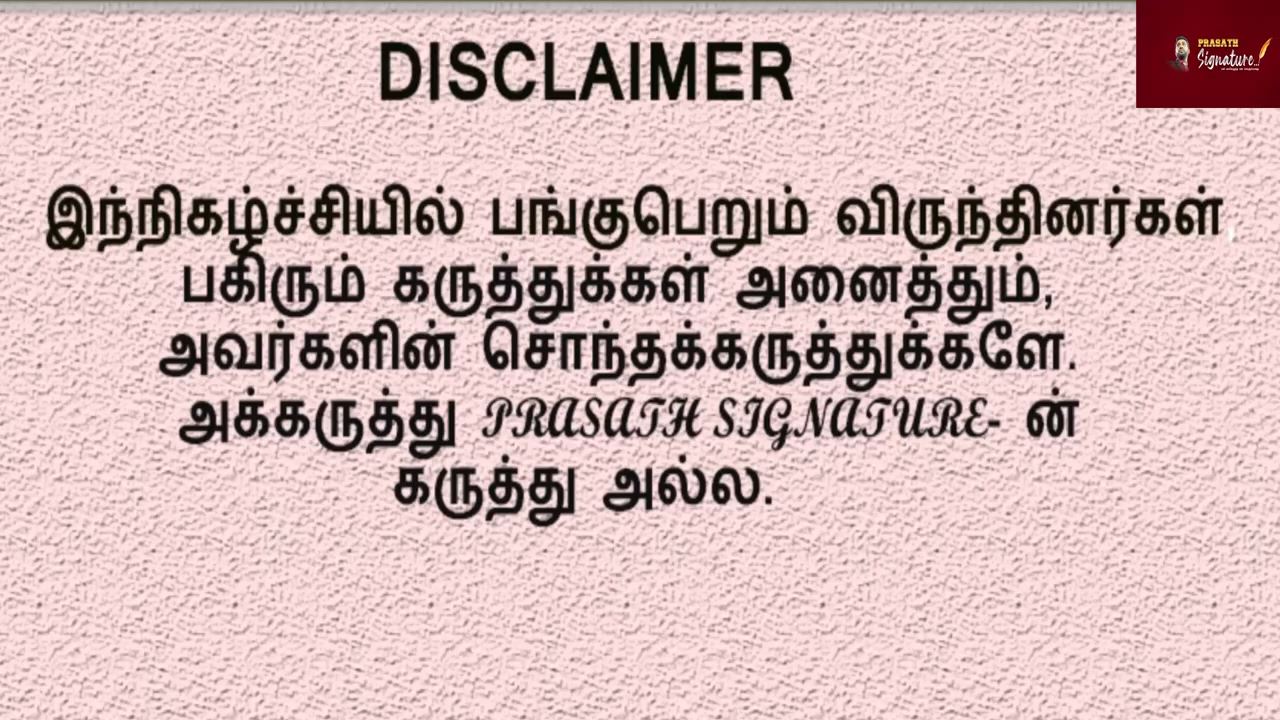 DISCLAIMER
PRASATH
Signature..
இந்நிகழ்ச்சியில் பங்குபெறும் விருந்தினர்கள்,
பகிரும் கருத்துக்கள் அனைத்தும்,
அவர்களின் சொந்தக்கருத்துக்களே.
அக்கருத்து PRASATH SIGNATURE- ன்
கருத்து அல்ல.